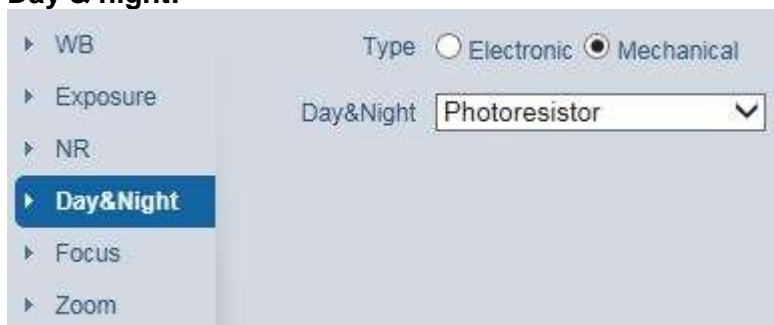 Day & night:
WB
Exposure
NR
Day&Night
Focus
Zoom
Type Electronic Mechanical
Day&Night Photoresistor